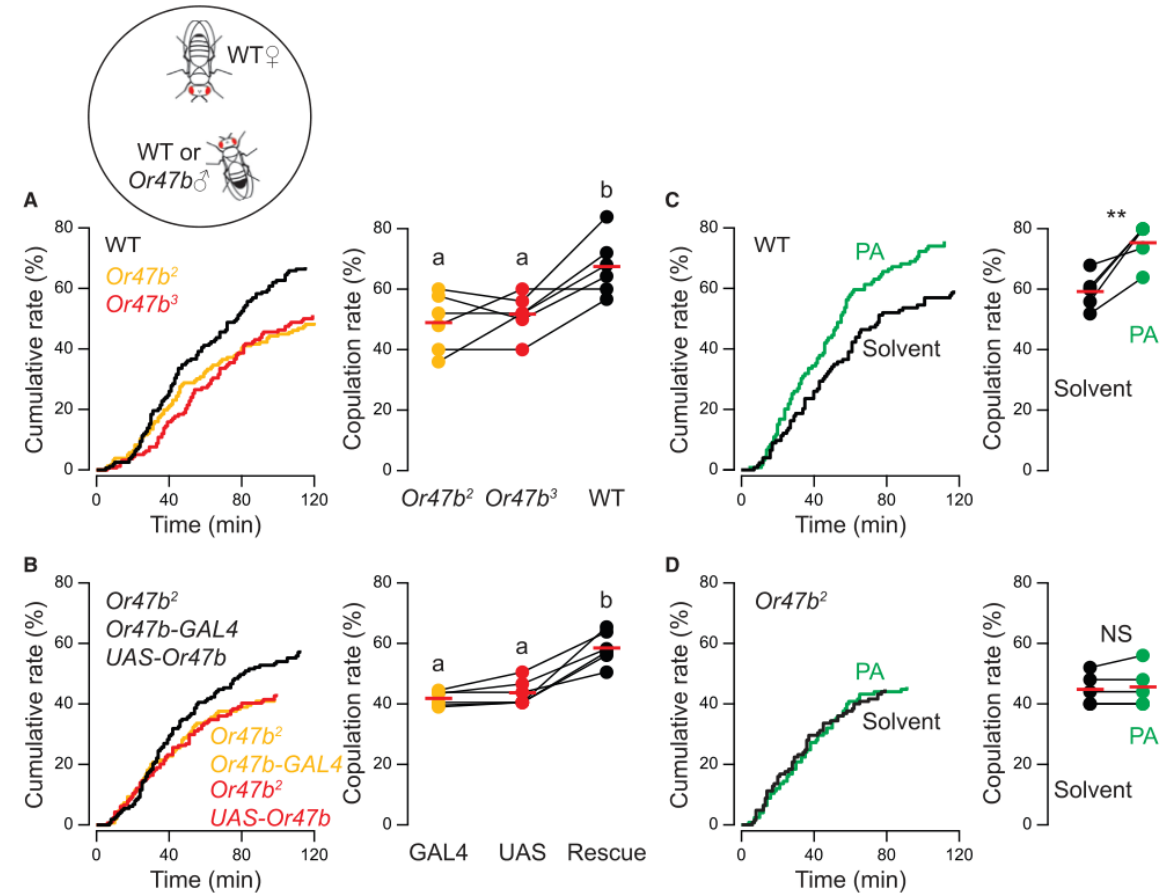 WT♀
WT or
Or47b♂
A
80
60
40
20
0
Cumulative rate (%)
WT
Or47b²
Or47b³
0 40 80 120
Time (min)
80
60
40
20
0
Copulation rate (%)
a a b
Or47b² Or47b³ WT
C
80
60
40
20
0
Cumulative rate (%)
WT
PA
Solvent
0 40 80 120
Time (min)
80
60
40
20
0
Copulation rate (%)
**
PA
Solvent
B
80
60
40
20
0
Cumulative rate (%)
Or47b²
Or47b-GAL4
UAS-Or47b
Or47b²
Or47b-GAL4
Or47b²
UAS-Or47b
0 40 80 120
Time (min)
80
60
40
20
0
Copulation rate (%)
a a b
GAL4 UAS Rescue
D
80
60
40
20
0
Cumulative rate (%)
Or47b²
PA
Solvent
0 40 80 120
Time (min)
80
60
40
20
0
Copulation rate (%)
NS
PA
Solvent